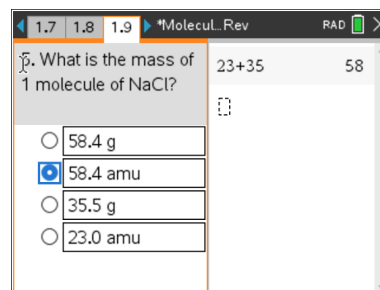 1.7 1.8 1.9 *Molecul...Rev RAD
6. What is the mass of
1 molecule of NaCl?
58.4 g
58.4 amu
35.5 g
23.0 amu
23+35 58